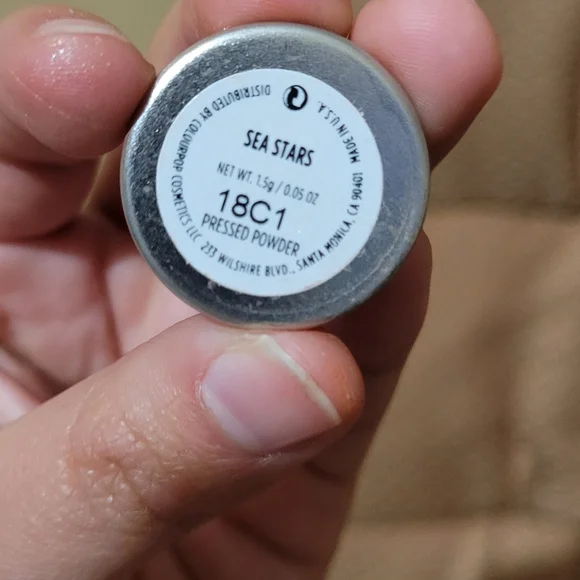 SEA STARS
NET WT. 1.5g / 0.05 OZ
18C1
PRESSED POWDER
DISTRIBUTED BY COLOURPOP COSMETICS LLC 233 WILSHIRE BLVD., SANTA MONICA, CA 90401 MADE IN U.S.A.